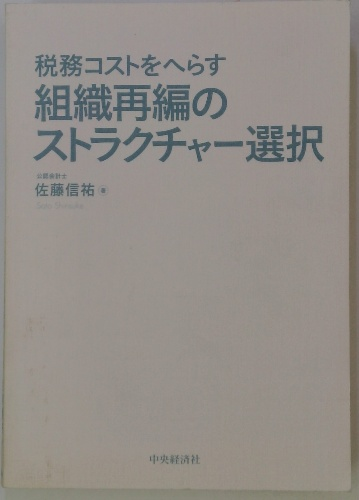 税務コストをへらす
組織再編の
ストラクチャー選択
公認会計士
佐藤信祐 著
中央経済社